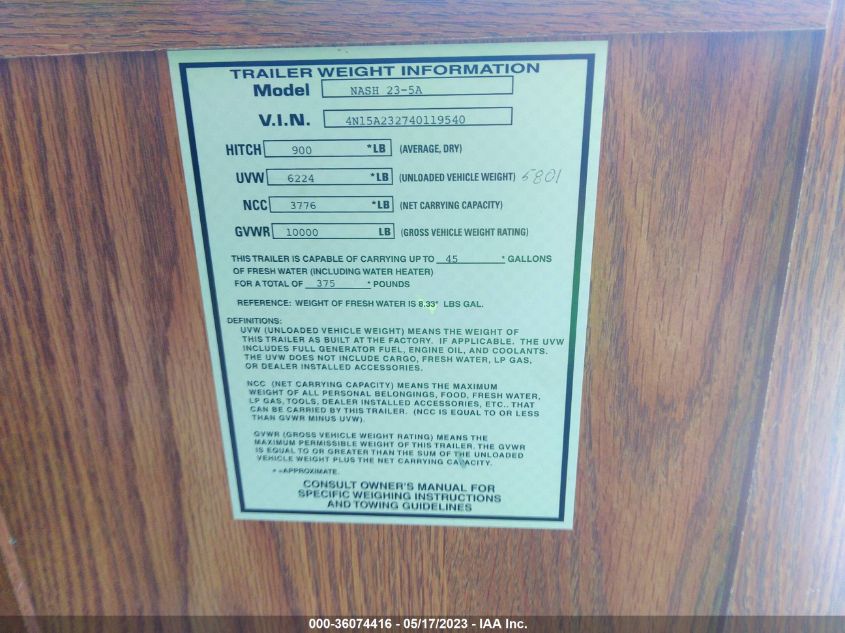 TRAILER WEIGHT INFORMATION
Model NASH 23-5A
V.I.N. 4N15A232740119540
HITCH 900 *LB (AVERAGE, DRY)
UVW 6224 *LB (UNLOADED VEHICLE WEIGHT) 5801
NCC 3776 *LB (NET CARRYING CAPACITY)
GVWR 10000 LB (GROSS VEHICLE WEIGHT RATING)
THIS TRAILER IS CAPABLE OF CARRYING UP TO 45 * GALLONS
OF FRESH WATER (INCLUDING WATER HEATER)
FOR A TOTAL OF 375 * POUNDS
REFERENCE: WEIGHT OF FRESH WATER IS 8.33* LBS GAL.
DEFINITIONS:
UVW (UNLOADED VEHICLE WEIGHT) MEANS THE WEIGHT OF
THIS TRAILER AS BUILT AT THE FACTORY. IF APPLICABLE. THE UVW
INCLUDES FULL GENERATOR FUEL, ENGINE OIL, AND COOLANTS.
THE UVW DOES NOT INCLUDE CARGO, FRESH WATER, LP GAS,
OR DEALER INSTALLED ACCESSORIES.
NCC (NET CARRYING CAPACITY) MEANS THE MAXIMUM
WEIGHT OF ALL PERSONAL BELONGINGS, FOOD, FRESH WATER,
LP GAS, TOOLS, DEALER INSTALLED ACCESSORIES, ETC., THAT
CAN BE CARRIED BY THIS TRAILER. (NCC IS EQUAL TO OR LESS
THAN GVWR MINUS UVW).
GVWR (GROSS VEHICLE WEIGHT RATING) MEANS THE
MAXIMUM PERMISSIBLE WEIGHT OF THIS TRAILER. THE GVWR
IS EQUAL TO OR GREATER THAN THE SUM OF THE UNLOADED
VEHICLE WEIGHT PLUS THE NET CARRYING CAPACITY.
* =APPROXIMATE.
CONSULT OWNER'S MANUAL FOR
SPECIFIC WEIGHING INSTRUCTIONS
AND TOWING GUIDELINES
000-36074416 - 05/17/2023 - IAA Inc.